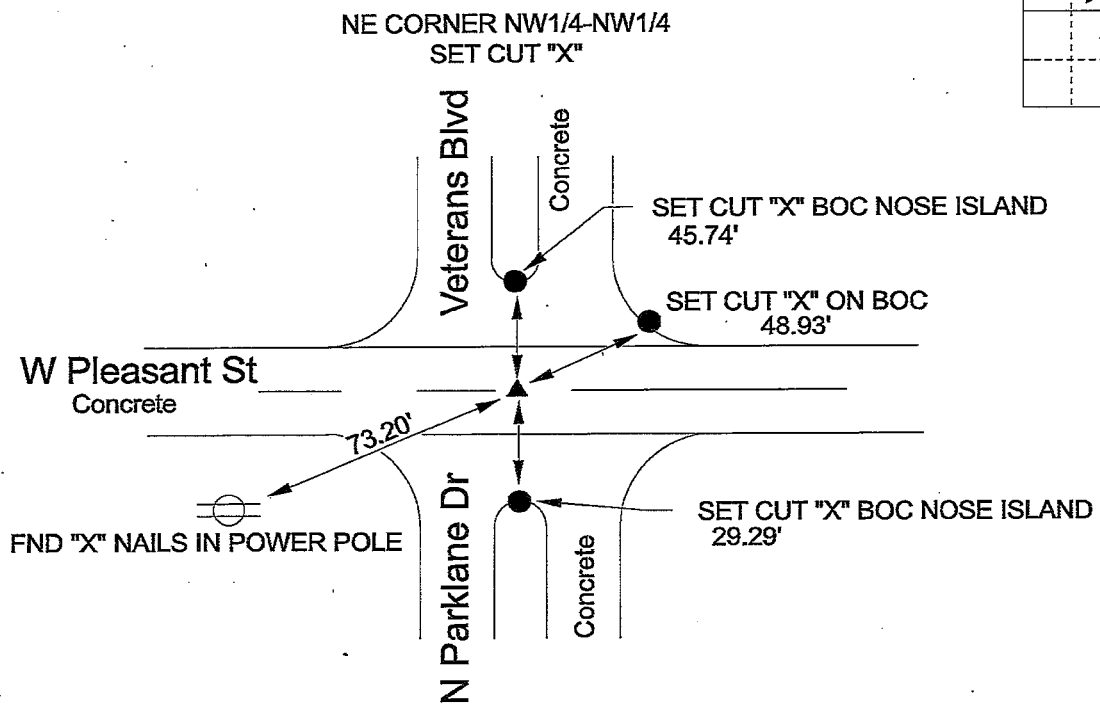 NE CORNER NW1/4-NW1/4
SET CUT "X"
Veterans Blvd
Concrete
SET CUT "X" BOC NOSE ISLAND
45.74'
SET CUT "X" ON BOC
48.93'
W Pleasant St
Concrete
73.20'
FND "X" NAILS IN POWER POLE
N Parklane Dr
Concrete
SET CUT "X" BOC NOSE ISLAND
29.29'